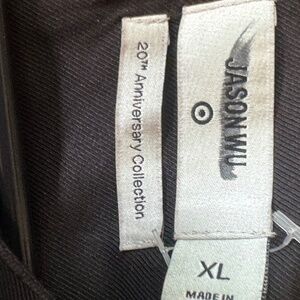 20TH Anniversary Collection
JASON WU
XL
MADE IN